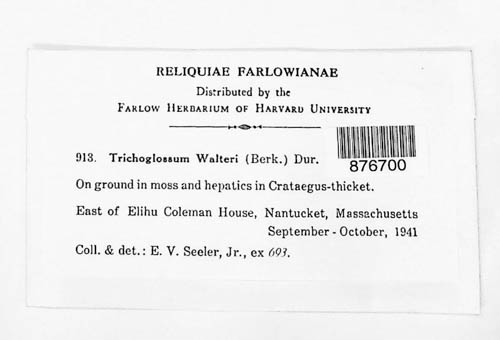 RELIQUIAE FARLOWIANAE
Distributed by the
FARLOW HERBARIUM OF HARVARD UNIVERSITY
913. Trichoglossum Walteri (Berk.) Dur.
876700
On ground in moss and hepatics in Crataegus-thicket.
East of Elihu Coleman House, Nantucket, Massachusetts
September - October, 1941
Coll. & det.: E. V. Seeler, Jr., ex 693.